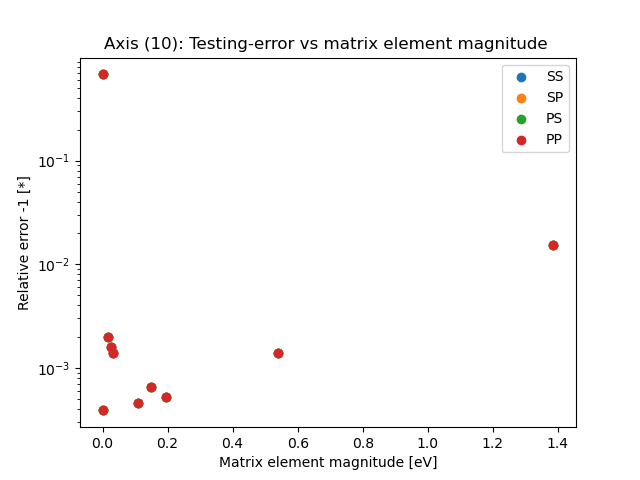 Axis (10): Testing-error vs matrix element magnitude
SS
SP
PS
PP
Relative error -1 [*]
10⁻¹
10⁻²
10⁻³
0.0 0.2 0.4 0.6 0.8 1.0 1.2 1.4
Matrix element magnitude [eV]